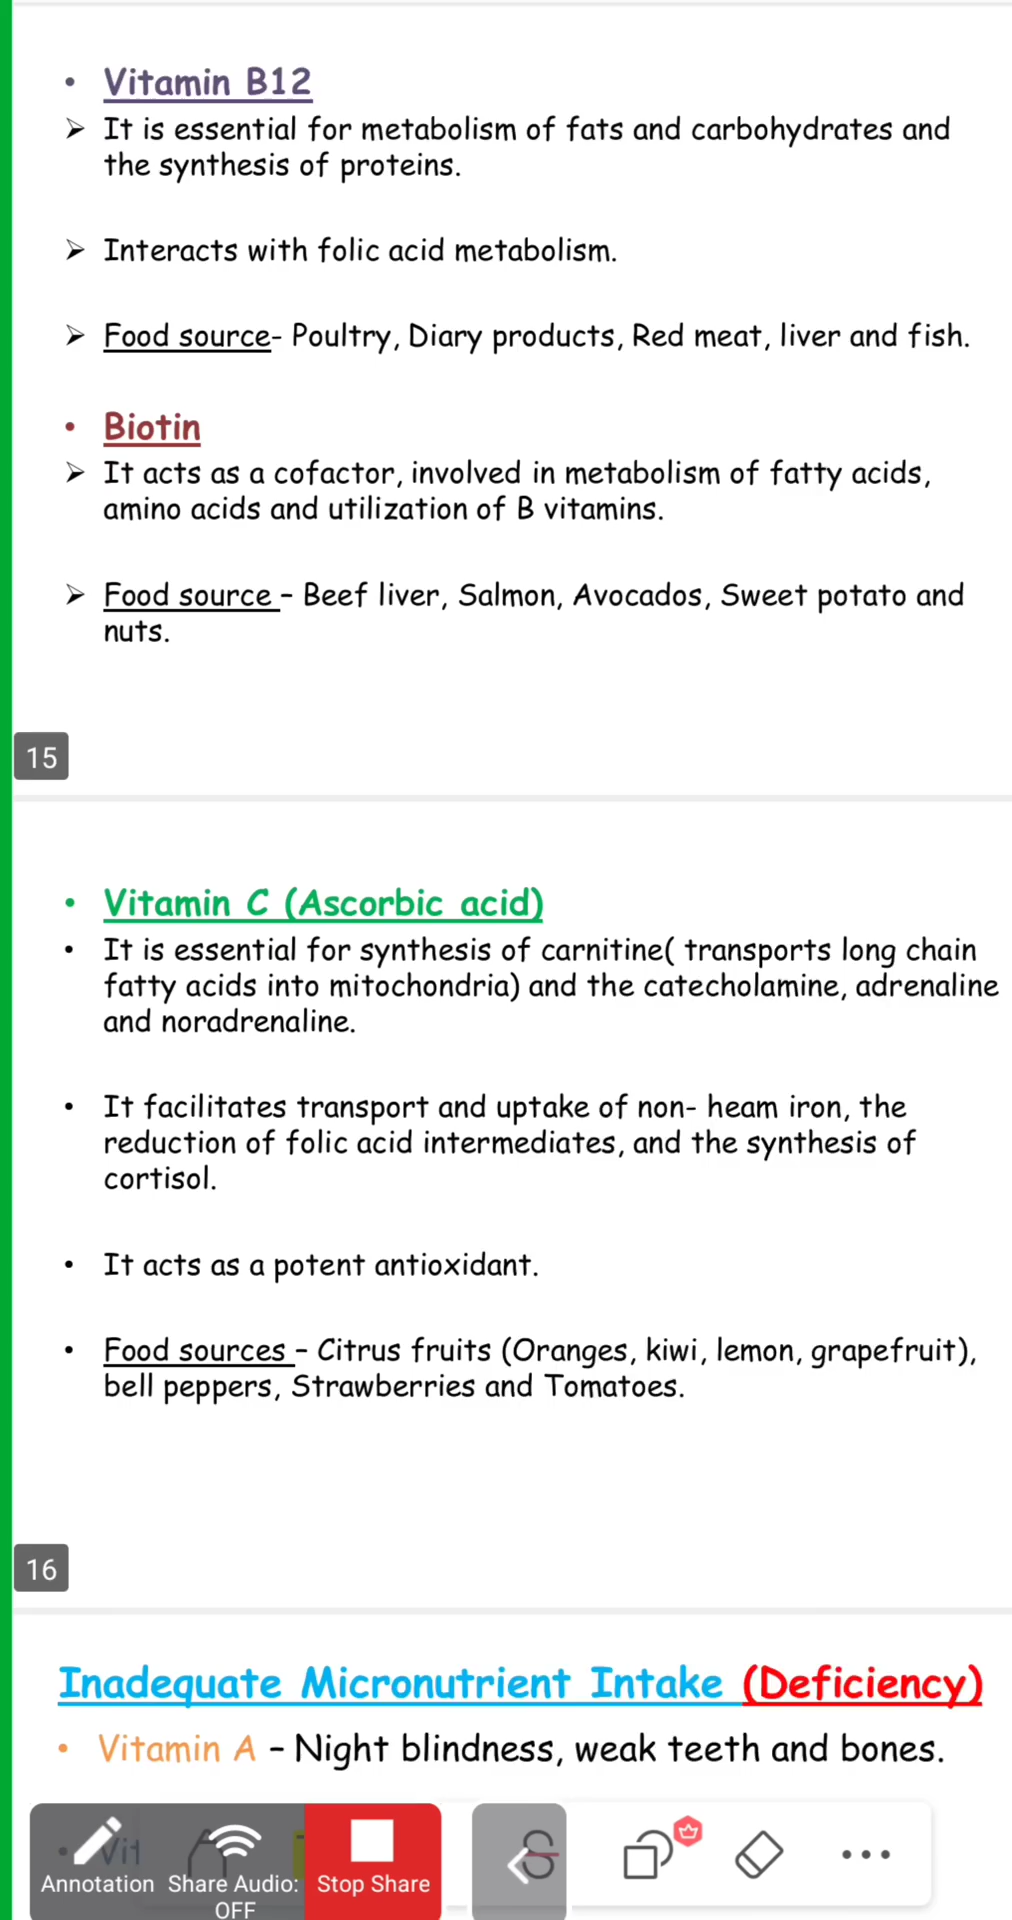 Vitamin B12
It is essential for metabolism of fats and carbohydrates and
the synthesis of proteins.
Interacts with folic acid metabolism.
Food source- Poultry, Diary products, Red meat, liver and fish.
Biotin
It acts as a cofactor, involved in metabolism of fatty acids,
amino acids and utilization of B vitamins.
Food source - Beef liver, Salmon, Avocados, Sweet potato and
nuts.
15
Vitamin C (Ascorbic acid)
It is essential for synthesis of carnitine( transports long chain
fatty acids into mitochondria) and the catecholamine, adrenaline
and noradrenaline.
It facilitates transport and uptake of non- heam iron, the
reduction of folic acid intermediates, and the synthesis of
cortisol.
It acts as a potent antioxidant.
Food sources - Citrus fruits (Oranges, kiwi, lemon, grapefruit),
bell peppers, Strawberries and Tomatoes.
16
Inadequate Micronutrient Intake (Deficiency)
Vitamin A - Night blindness, weak teeth and bones.
Vit
Annotation Share Audio: Stop Share
OFF